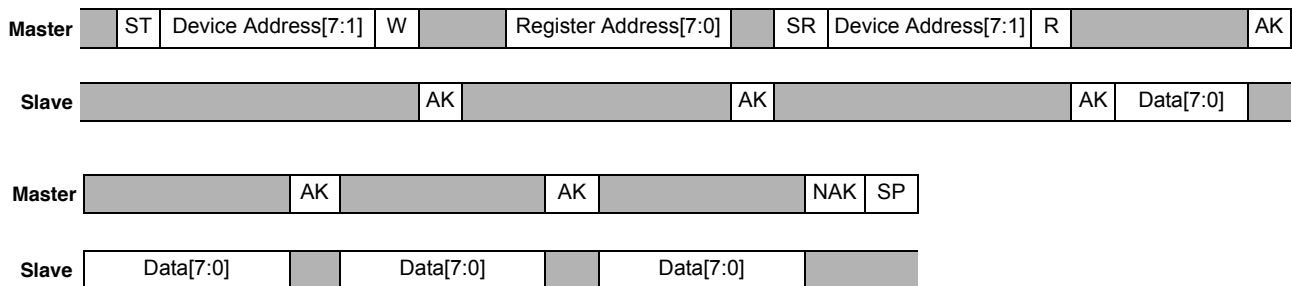 Master ST Device Address[7:1] W Register Address[7:0] SR Device Address[7:1] R AK
Slave AK AK AK Data[7:0]
Master AK AK NAK SP
Slave Data[7:0] Data[7:0] Data[7:0]